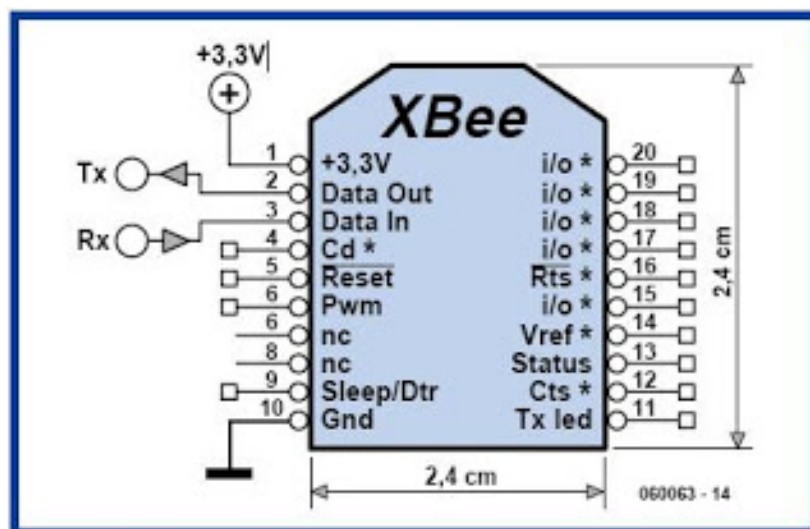 +3,3V
XBee
1 +3,3V i/o * 20
Tx 2 Data Out i/o * 19
3 Data In i/o * 18
Rx 4 Cd * i/o * 17
5 Reset Rts * 16
6 Pwm i/o * 15
6 nc Vref * 14
8 nc Status 13
9 Sleep/Dtr Cts * 12
10 Gnd Tx led 11
2,4 cm
2,4 cm
060063 - 14